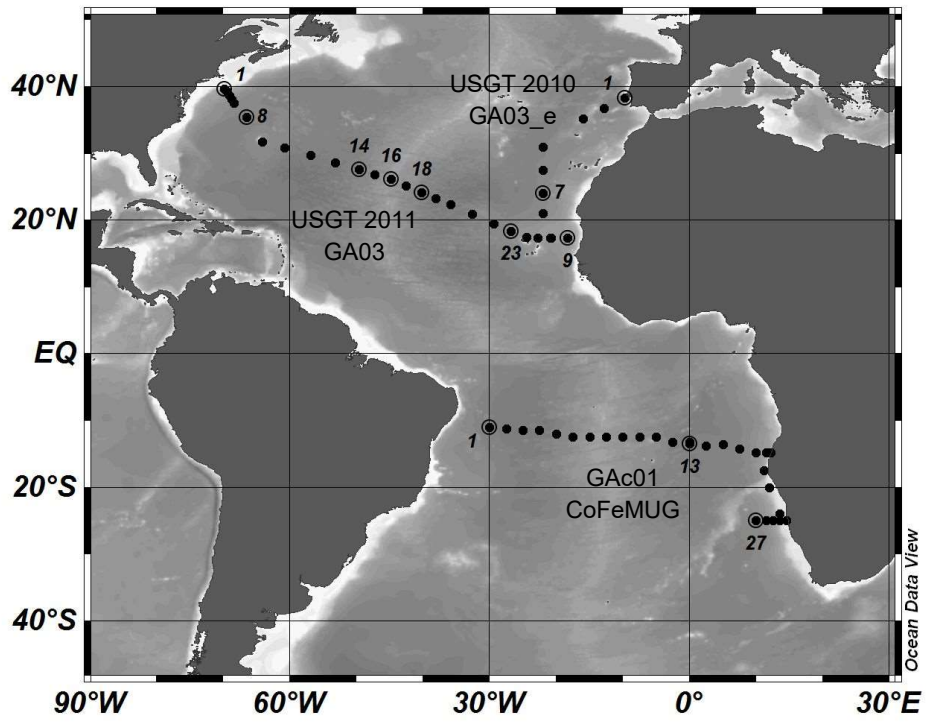 40°N
20°N
EQ
20°S
40°S
90°W
60°W
30°W
0°
30°E
1
8
14
16
18
23
USGT 2011
GA03
USGT 2010
GA03_e
1
7
9
1
13
27
GAc01
CoFeMUG
Ocean Data View